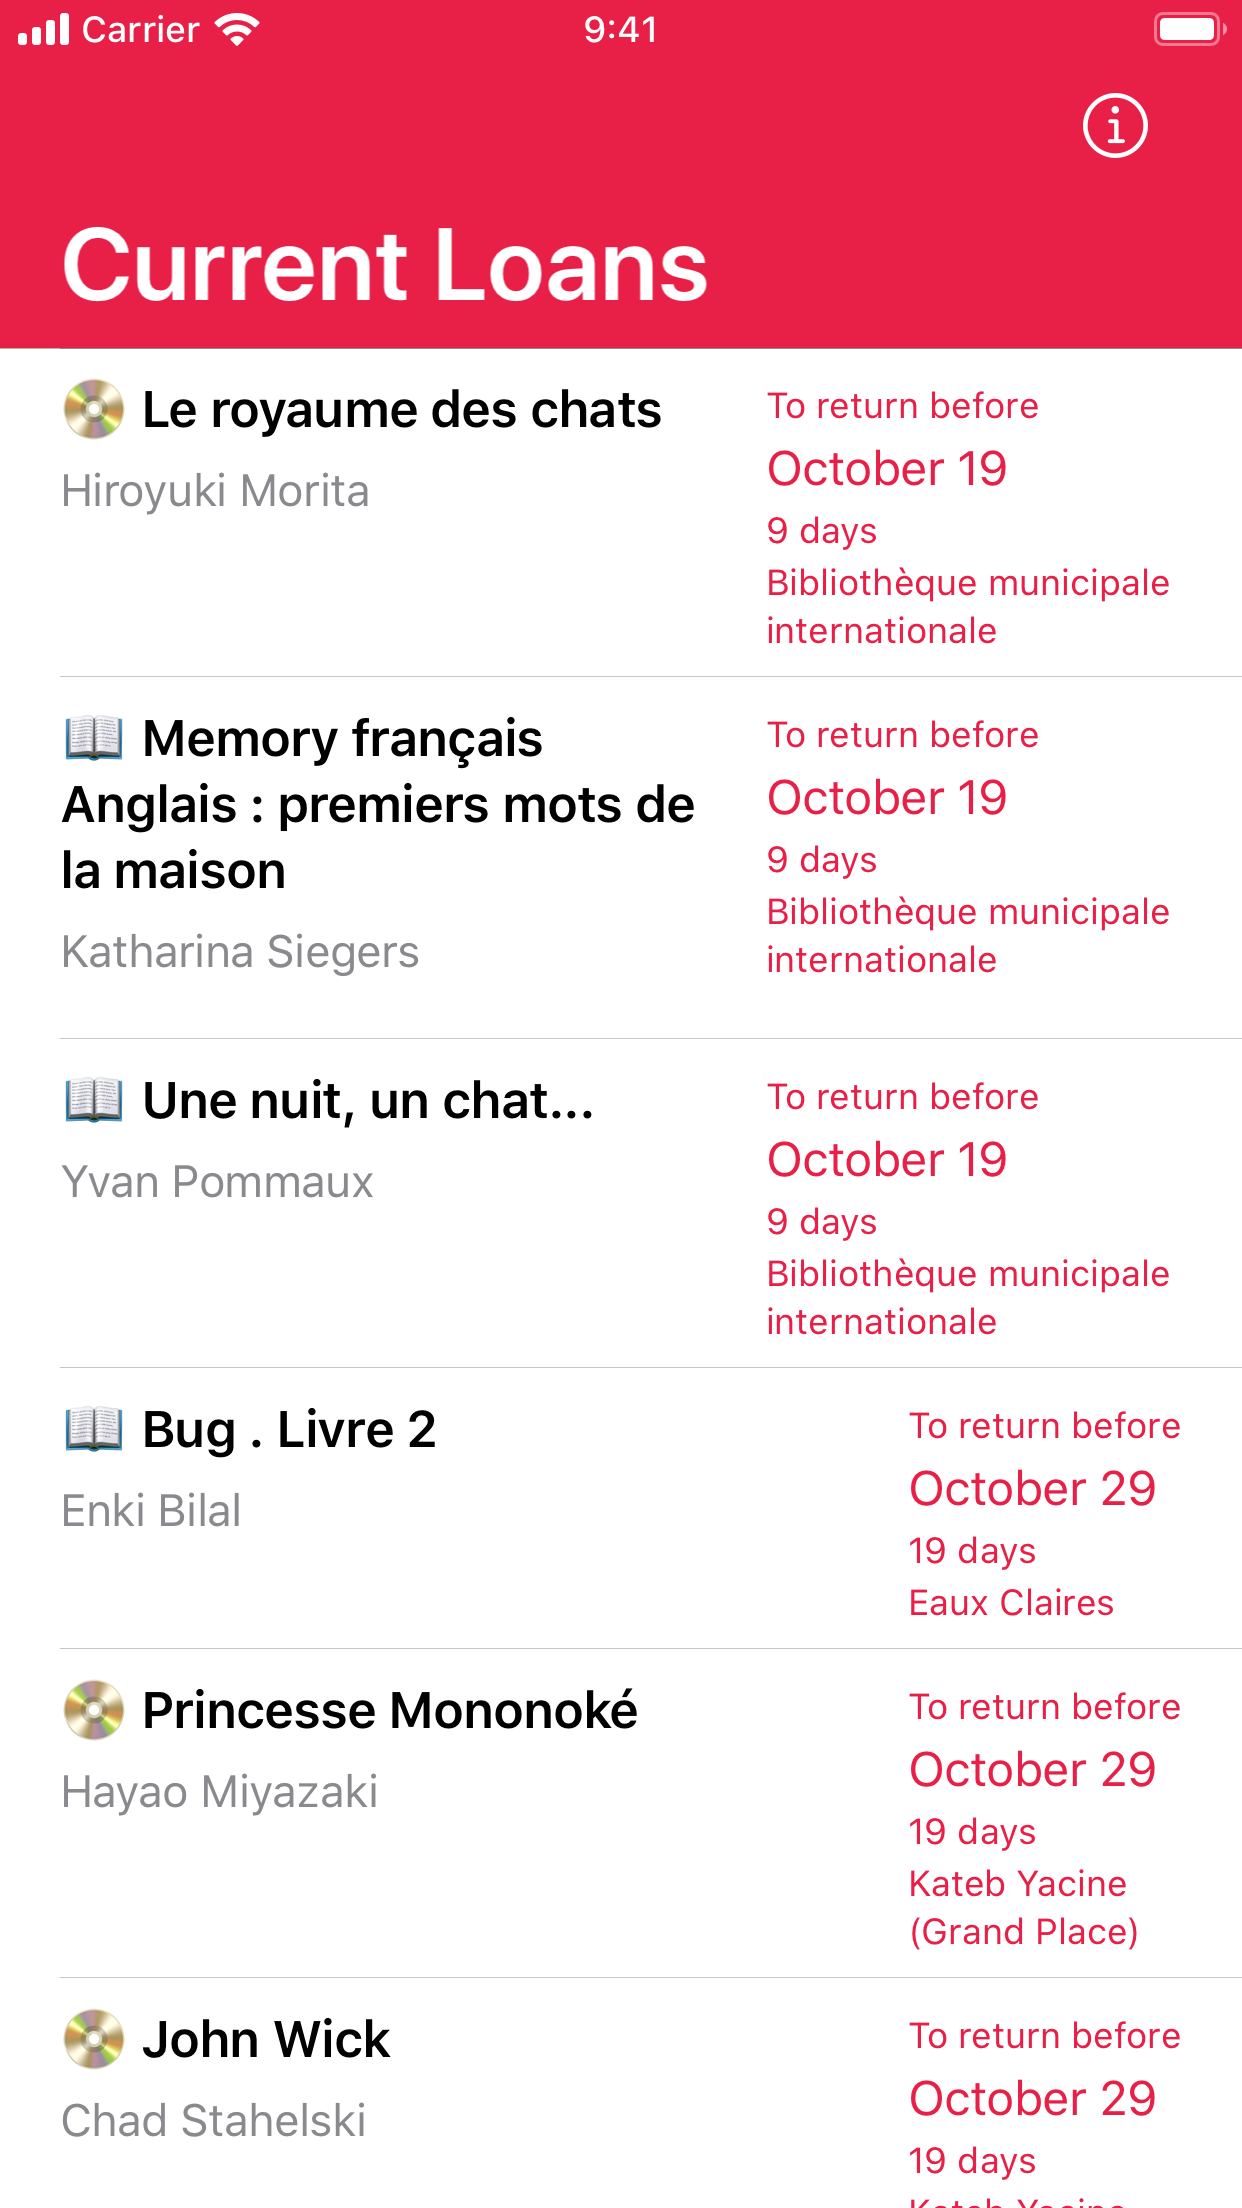 Carrier
9:41
Current Loans
Le royaume des chats
Hiroyuki Morita
To return before
October 19
9 days
Bibliothèque municipale
internationale
Memory français
Anglais : premiers mots de
la maison
Katharina Siegers
To return before
October 19
9 days
Bibliothèque municipale
internationale
Une nuit, un chat...
Yvan Pommaux
To return before
October 19
9 days
Bibliothèque municipale
internationale
Bug . Livre 2
Enki Bilal
To return before
October 29
19 days
Eaux Claires
Princesse Mononoké
Hayao Miyazaki
To return before
October 29
19 days
Kateb Yacine
(Grand Place)
John Wick
Chad Stahelski
To return before
October 29
19 days
Kateb Yacine